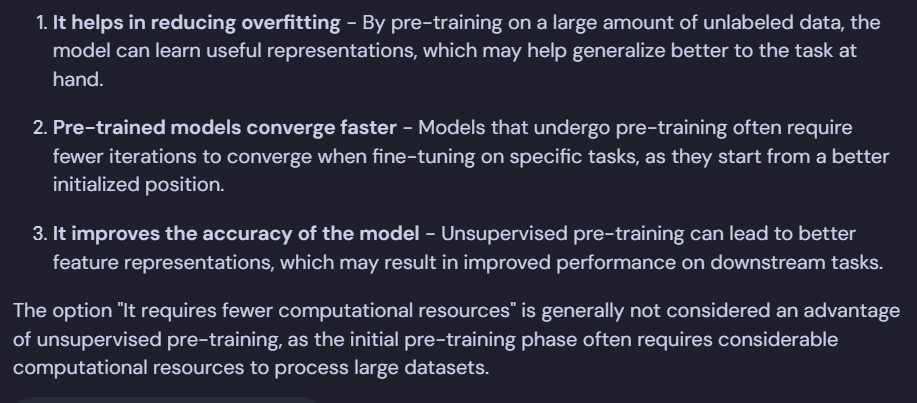 1. It helps in reducing overfitting – By pre-training on a large amount of unlabeled data, the
model can learn useful representations, which may help generalize better to the task at
hand.
2. Pre-trained models converge faster – Models that undergo pre-training often require
fewer iterations to converge when fine-tuning on specific tasks, as they start from a better
initialized position.
3. It improves the accuracy of the model – Unsupervised pre-training can lead to better
feature representations, which may result in improved performance on downstream tasks.
The option "It requires fewer computational resources" is generally not considered an advantage
of unsupervised pre-training, as the initial pre-training phase often requires considerable
computational resources to process large datasets.